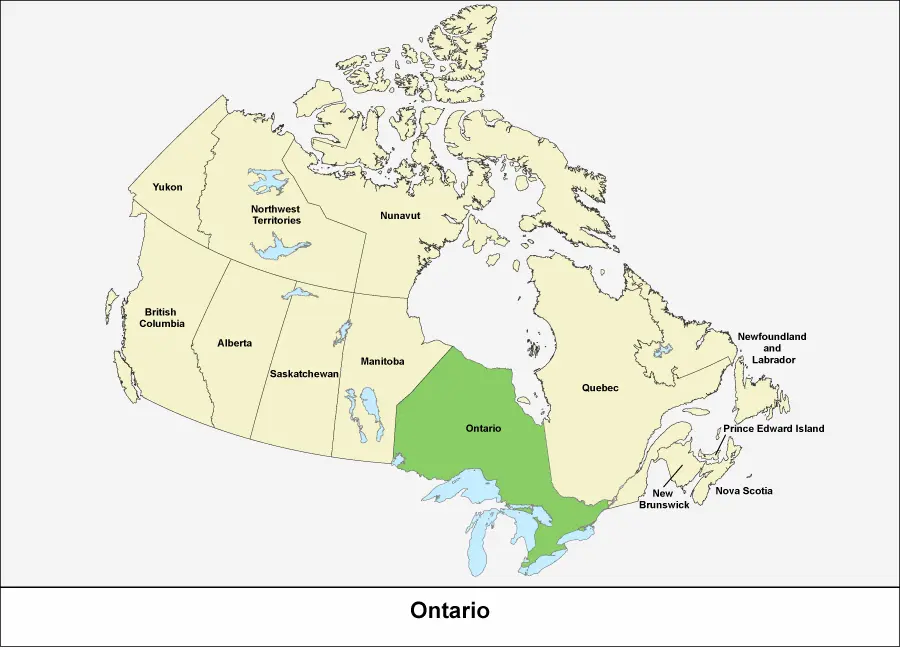 Yukon
Northwest
Territories
Nunavut
British
Columbia
Alberta
Saskatchewan
Manitoba
Ontario
Quebec
Newfoundland
and
Labrador
Prince Edward Island
Nova Scotia
New
Brunswick
Ontario